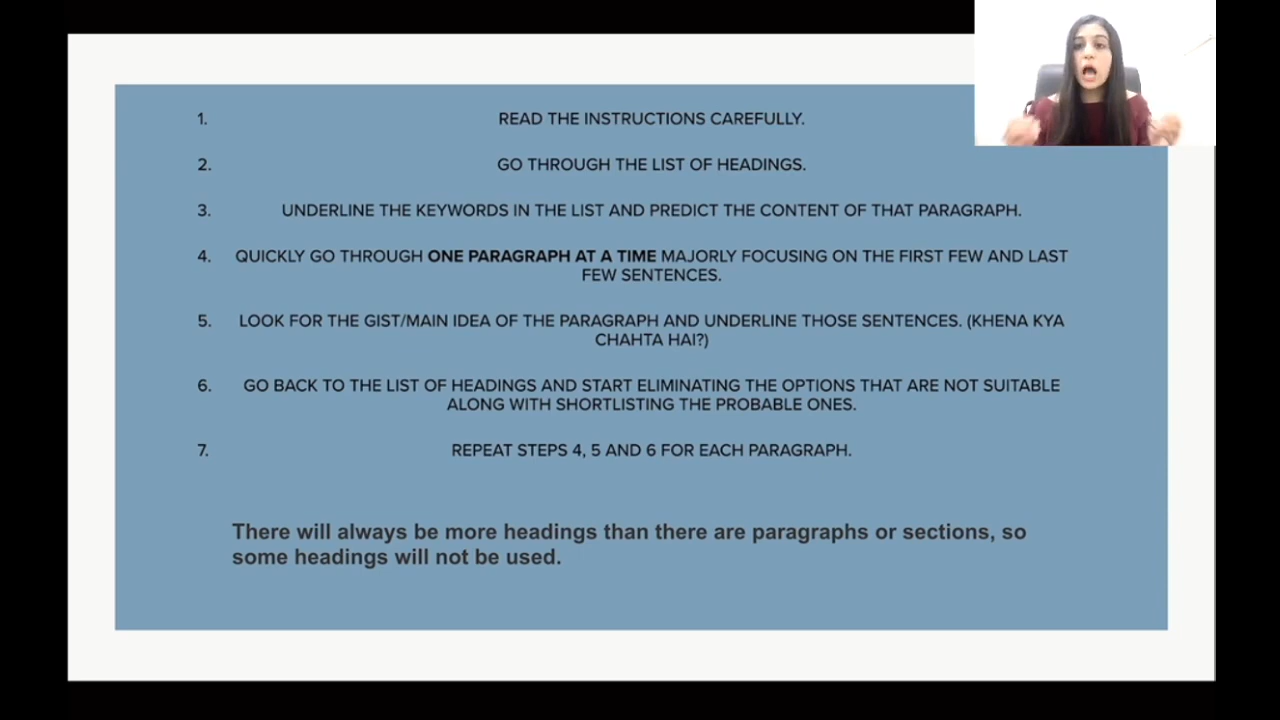 1. READ THE INSTRUCTIONS CAREFULLY.
2. GO THROUGH THE LIST OF HEADINGS.
3. UNDERLINE THE KEYWORDS IN THE LIST AND PREDICT THE CONTENT OF THAT PARAGRAPH.
4. QUICKLY GO THROUGH ONE PARAGRAPH AT A TIME MAJORLY FOCUSING ON THE FIRST FEW AND LAST
FEW SENTENCES.
5. LOOK FOR THE GIST/MAIN IDEA OF THE PARAGRAPH AND UNDERLINE THOSE SENTENCES. (KHENA KYA
CHAHTA HAI?)
6. GO BACK TO THE LIST OF HEADINGS AND START ELIMINATING THE OPTIONS THAT ARE NOT SUITABLE
ALONG WITH SHORTLISTING THE PROBABLE ONES.
7. REPEAT STEPS 4, 5 AND 6 FOR EACH PARAGRAPH.
There will always be more headings than there are paragraphs or sections, so
some headings will not be used.